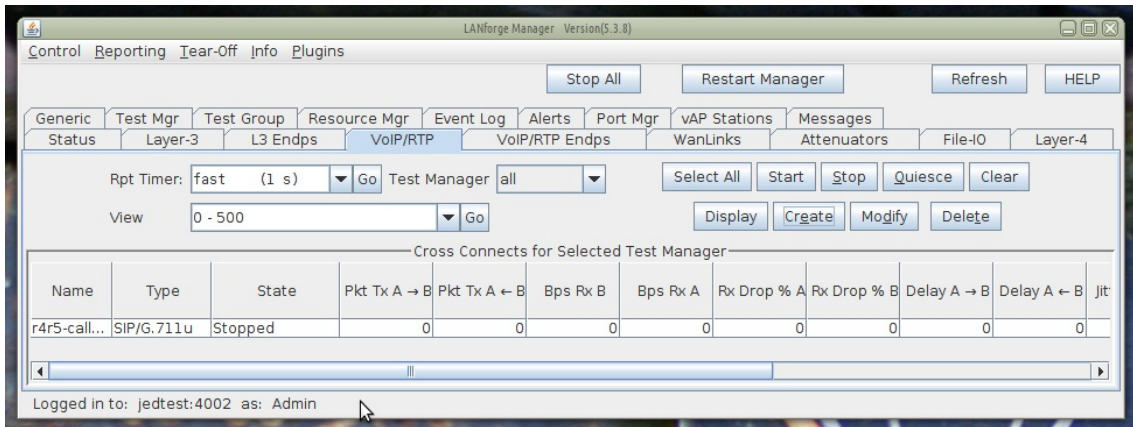 LANforge Manager Version(5.3.8)
Control Reporting Tear-Off Info Plugins
Stop All Restart Manager Refresh HELP
Generic Test Mgr Test Group Resource Mgr Event Log Alerts Port Mgr vAP Stations Messages
Status Layer-3 L3 Endps VoIP/RTP VoIP/RTP Endps WanLinks Attenuators File-IO Layer-4
Rpt Timer: fast (1 s) Go Test Manager all Select All Start Stop Quiesce Clear
View 0 - 500 Go Display Create Modify Delete
Cross Connects for Selected Test Manager
Name Type State Pkt Tx A → B Pkt Tx A ← B Bps Rx B Bps Rx A Rx Drop % A Rx Drop % B Delay A → B Delay A ← B Jit
r4r5-call... SIP/G.711u Stopped 0 0 0 0 0 0 0 0
Logged in to: jedtest:4002 as: Admin